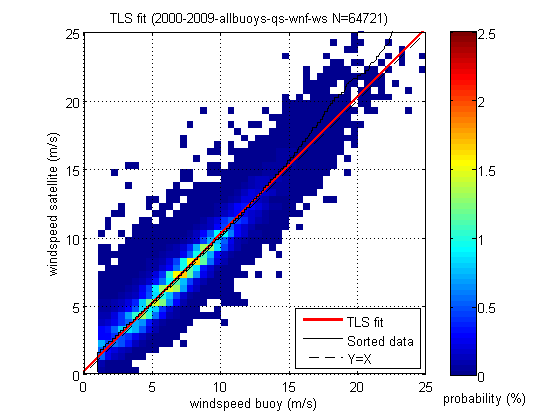 TLS fit (2000-2009-allbuoys-qs-wnf-ws N=64721)
25
20
15
10
5
0
windspeed satellite (m/s)
0 5 10 15 20 25
windspeed buoy (m/s)
TLS fit
Sorted data
Y=X
2.5
2
1.5
1
0.5
0
probability (%)